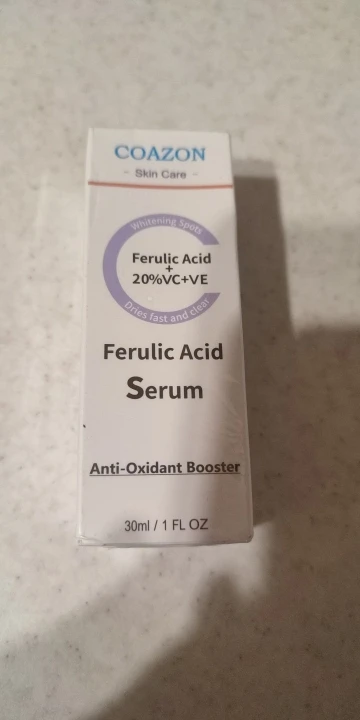 COAZON
- Skin Care -
Whitening Spots
Ferulic Acid
+
20%VC+VE
Dries fast and clear
Ferulic Acid
Serum
Anti-Oxidant Booster
30ml / 1 FL OZ